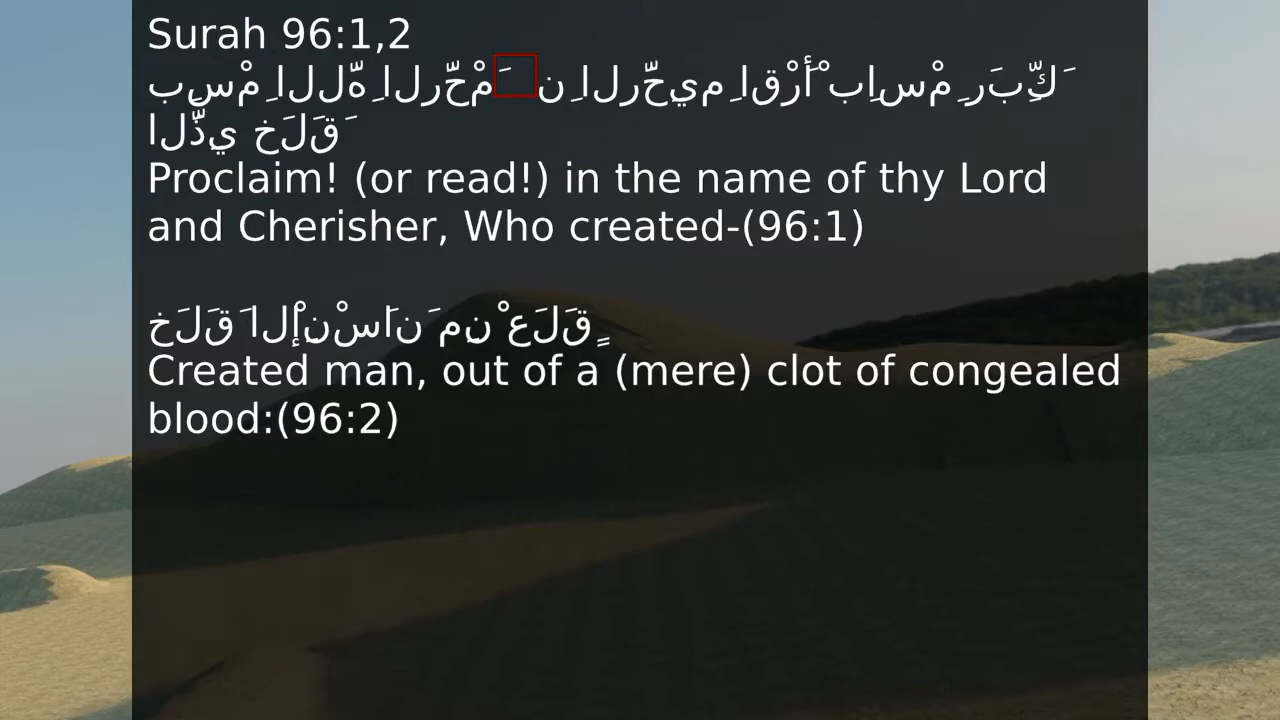 Surah 96:1,2
بِسْمِ اللَّهِ الرَّحْمَٰنِ الرَّحِيمِ اقْرَأْ بِاسْمِ رَبِّكَ
الَّذِي خَلَقَ
Proclaim! (or read!) in the name of thy Lord
and Cherisher, Who created-(96:1)
خَلَقَ الْإِنْسَانَ مِنْ عَلَقٍ
Created man, out of a (mere) clot of congealed
blood:(96:2)